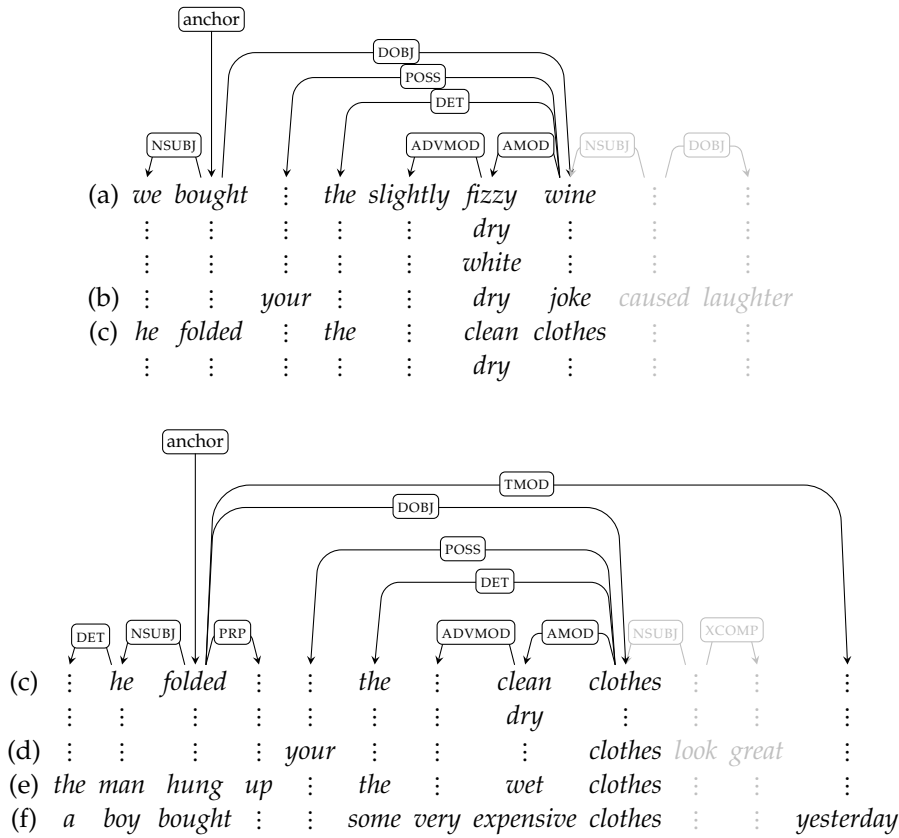 anchor
DOBJ
POSS
DET
NSUBJ ADVMOD AMOD NSUBJ DOBJ
(a) we bought ⋮ the slightly fizzy wine ⋮ ⋮
⋮ ⋮ ⋮ ⋮ ⋮ dry ⋮ ⋮ ⋮
⋮ ⋮ ⋮ ⋮ ⋮ white ⋮ ⋮ ⋮
(b) ⋮ ⋮ your ⋮ ⋮ dry joke caused laughter
(c) he folded ⋮ the ⋮ clean clothes ⋮ ⋮
⋮ ⋮ ⋮ ⋮ ⋮ dry ⋮ ⋮ ⋮
anchor
TMOD
DOBJ
POSS
DET
DET NSUBJ PRP ADVMOD AMOD NSUBJ XCOMP
(c) ⋮ he folded ⋮ ⋮ the ⋮ clean clothes ⋮ ⋮ ⋮
⋮ ⋮ ⋮ ⋮ ⋮ ⋮ ⋮ dry ⋮ ⋮ ⋮ ⋮
(d) ⋮ ⋮ ⋮ ⋮ your ⋮ ⋮ ⋮ clothes look great ⋮
(e) the man hung up ⋮ the ⋮ wet clothes ⋮ ⋮ ⋮
(f) a boy bought ⋮ ⋮ some very expensive clothes ⋮ ⋮ yesterday